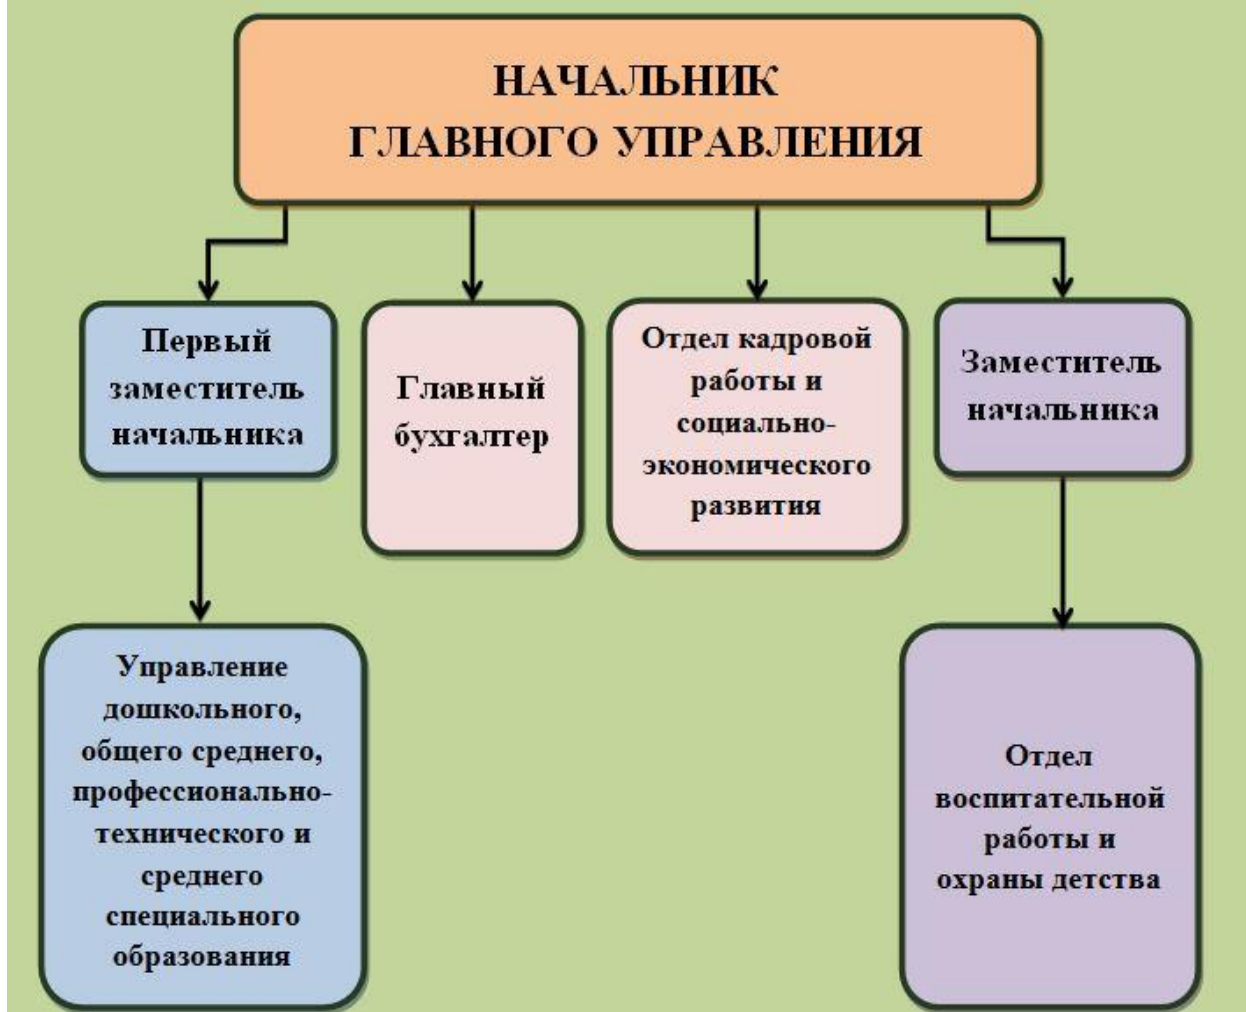 НАЧАЛЬНИК
ГЛАВНОГО УПРАВЛЕНИЯ
Первый
заместитель
начальника
Главный
бухгалтер
Отдел кадровой
работы и
социально-
экономического
развития
Заместитель
начальника
Управление
дошкольного,
общего среднего,
профессионально-
технического и
среднего
специального
образования
Отдел
воспитательной
работы и
охраны детства